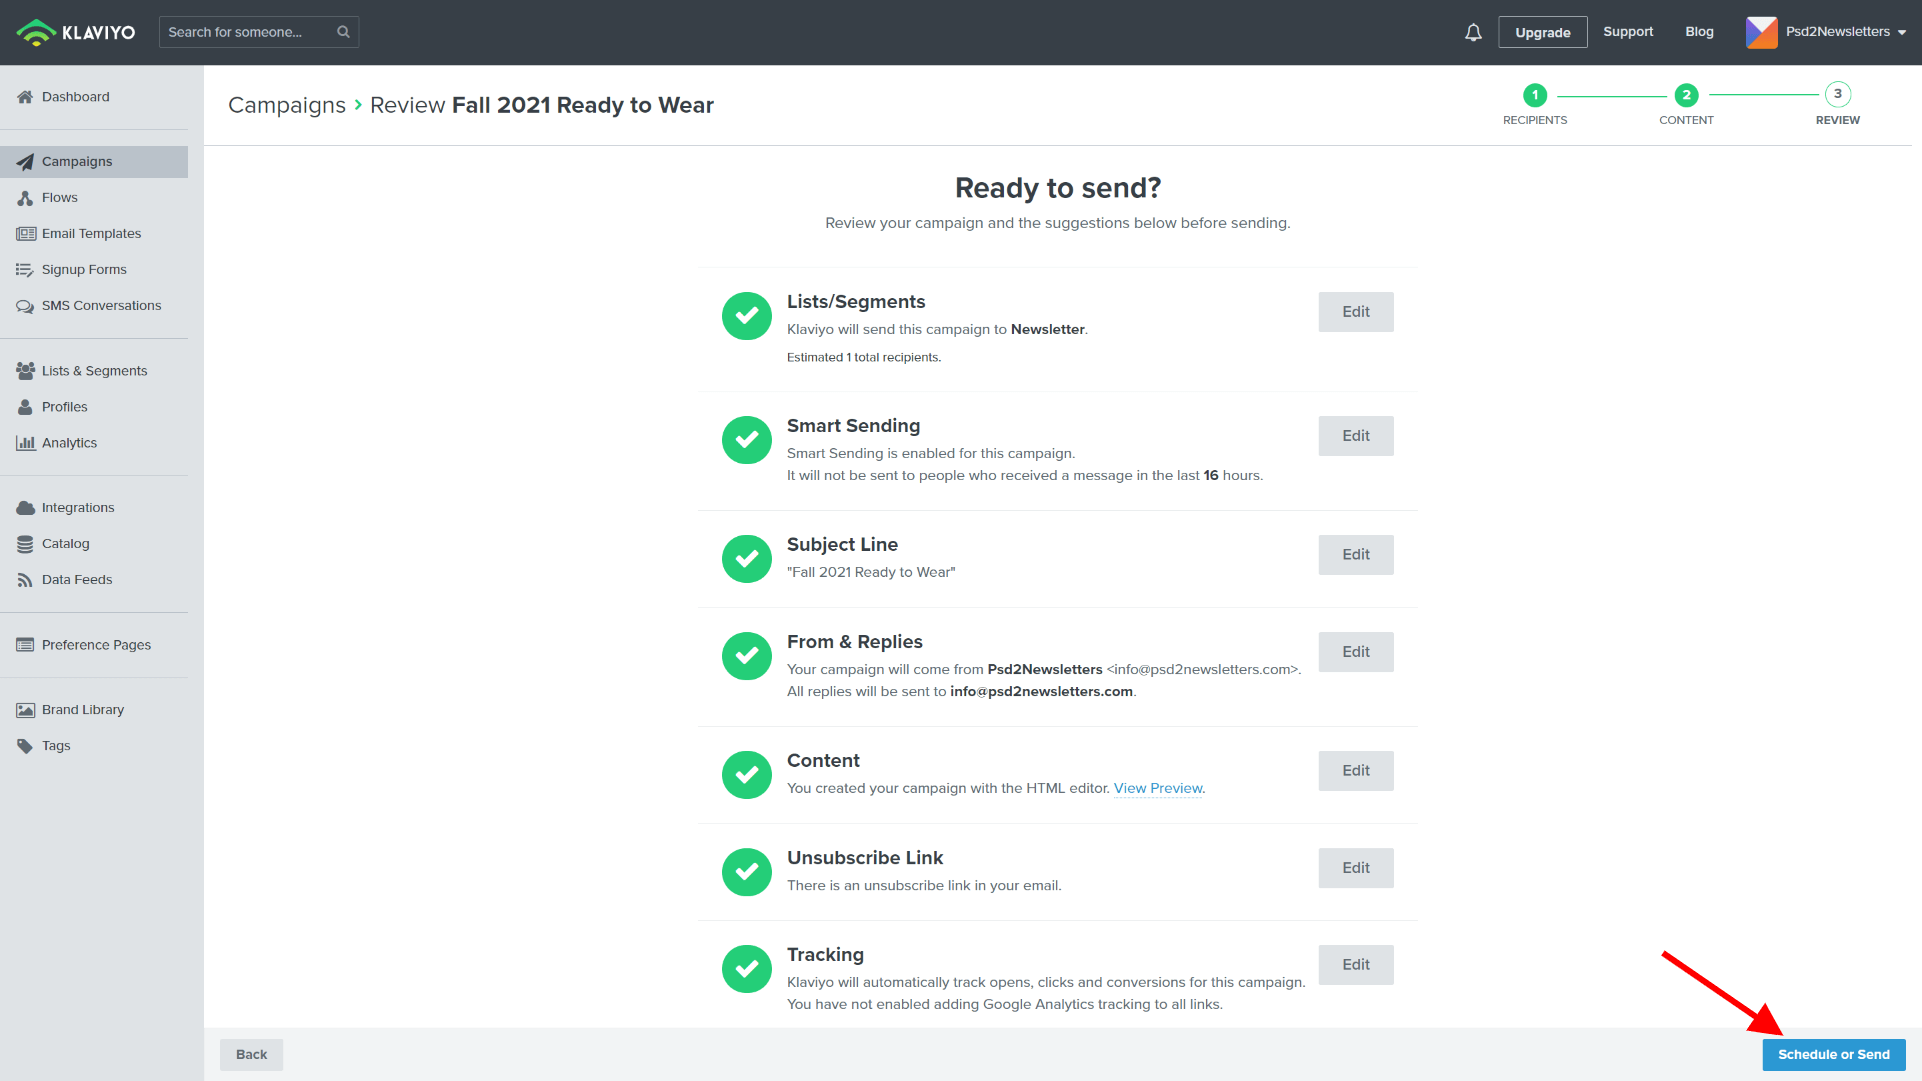 KLAVIYO
Search for someone...
Upgrade
Support
Blog
Psd2Newsletters
Dashboard
Campaigns
Flows
Email Templates
Signup Forms
SMS Conversations
Lists & Segments
Profiles
Analytics
Integrations
Catalog
Data Feeds
Preference Pages
Brand Library
Tags
Campaigns > Review Fall 2021 Ready to Wear
1
RECIPIENTS
2
CONTENT
3
REVIEW
Ready to send?
Review your campaign and the suggestions below before sending.
Lists/Segments
Klaviyo will send this campaign to Newsletter.
Estimated 1 total recipients.
Edit
Smart Sending
Smart Sending is enabled for this campaign.
It will not be sent to people who received a message in the last 16 hours.
Edit
Subject Line
"Fall 2021 Ready to Wear"
Edit
From & Replies
Your campaign will come from Psd2Newsletters <info@psd2newsletters.com>.
All replies will be sent to info@psd2newsletters.com.
Edit
Content
You created your campaign with the HTML editor. View Preview.
Edit
Unsubscribe Link
There is an unsubscribe link in your email.
Edit
Tracking
Klaviyo will automatically track opens, clicks and conversions for this campaign.
You have not enabled adding Google Analytics tracking to all links.
Edit
Back
Schedule or Send